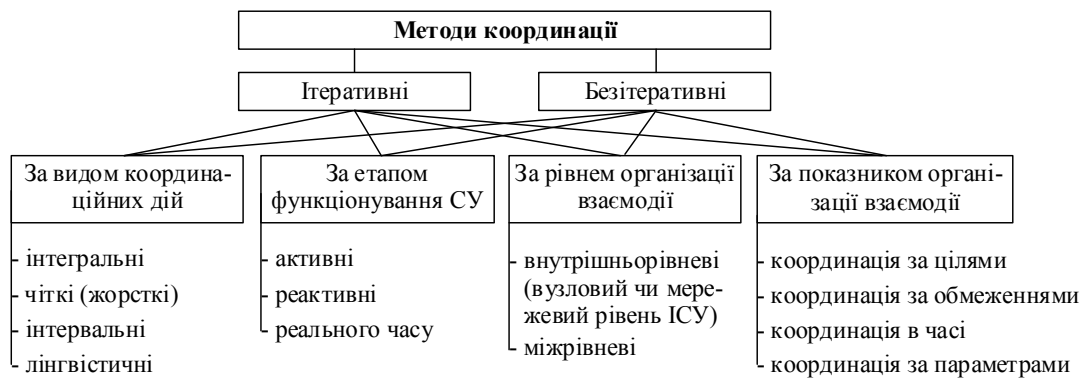 Методи координації
Ітеративні
Безітеративні
За видом координа-
ційних дій
- інтегральні
- чіткі (жорсткі)
- інтервальні
- лінгвістичні
За етапом
функціонування СУ
- активні
- реактивні
- реального часу
За рівнем організації
взаємодії
- внутрішньорівневі
(вузловий чи мере-
жевий рівень ІСУ)
- міжрівневі
За показником органі-
зації взаємодії
- координація за цілями
- координація за обмеженнями
- координація в часі
- координація за параметрами